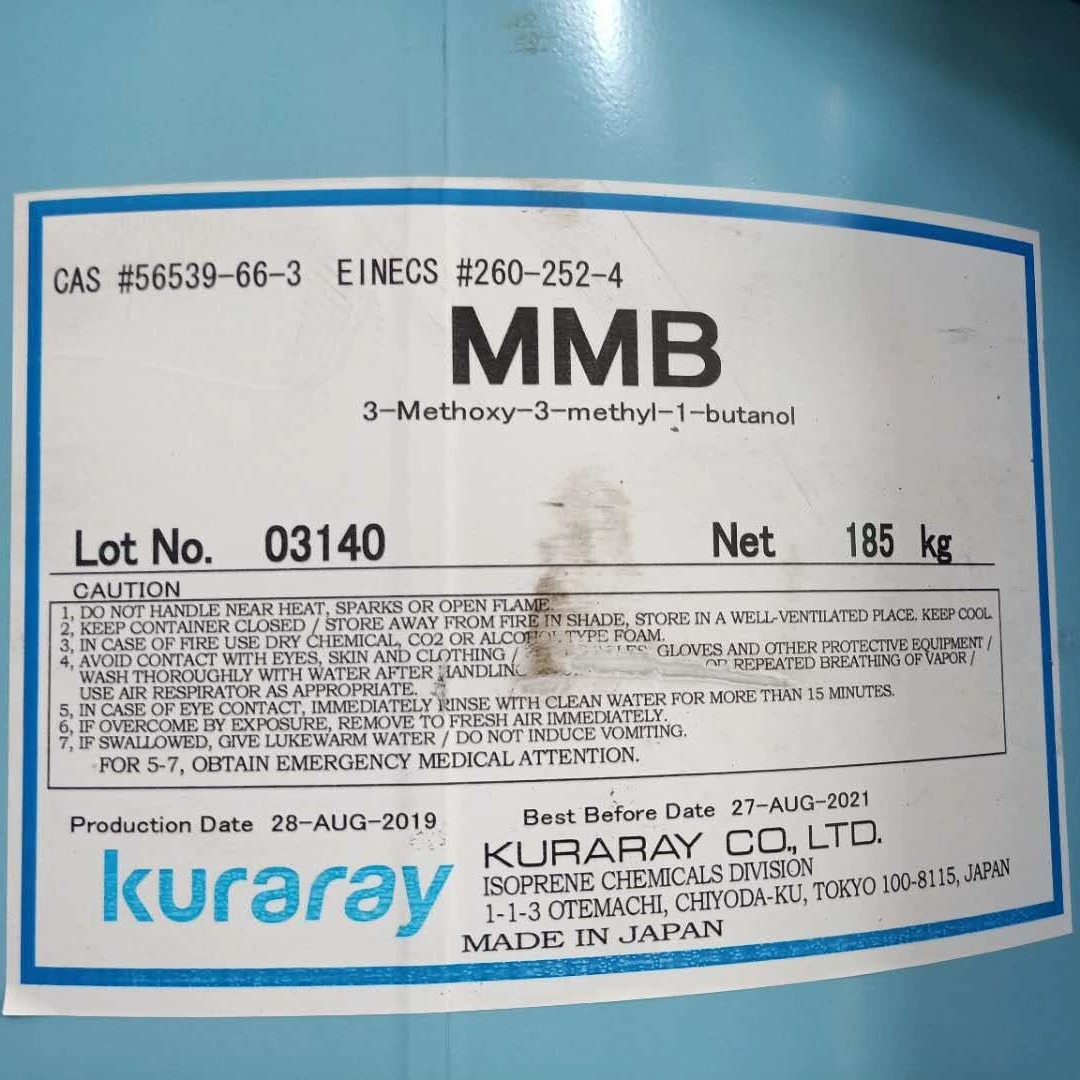 CAS #56539-66-3 EINECS #260-252-4
MMB
3-Methoxy-3-methyl-1-butanol
Lot No. 03140 Net 185 kg
CAUTION
1, DO NOT HANDLE NEAR HEAT, SPARKS OR OPEN FLAME
2, KEEP CONTAINER CLOSED / STORE AWAY FROM FIRE IN SHADE, STORE IN A WELL-VENTILATED PLACE. KEEP COOL.
3, IN CASE OF FIRE USE DRY CHEMICAL, CO2 OR ALCOHOL TYPE FOAM.
4, AVOID CONTACT WITH EYES, SKIN AND CLOTHING / GLOVES AND OTHER PROTECTIVE EQUIPMENT /
WASH THOROUGHLY WITH WATER AFTER OR REPEATED BREATHING OF VAPOR /
USE AIR RESPIRATOR AS APPROPRIATE.
5, IN CASE OF EYE CONTACT, IMMEDIATELY RINSE WITH CLEAN WATER FOR MORE THAN 15 MINUTES.
6, IF OVERCOME BY EXPOSURE, REMOVE TO FRESH AIR IMMEDIATELY.
7, IF SWALLOWED, GIVE LUKEWARM WATER / DO NOT INDUCE VOMITING.
FOR 5-7, OBTAIN EMERGENCY MEDICAL ATTENTION.
Production Date 28-AUG-2019 Best Before Date 27-AUG-2021
kuraray
KURARAY CO., LTD.
ISOPRENE CHEMICALS DIVISION
1-1-3 OTEMACHI, CHIYODA-KU, TOKYO 100-8115, JAPAN
MADE IN JAPAN